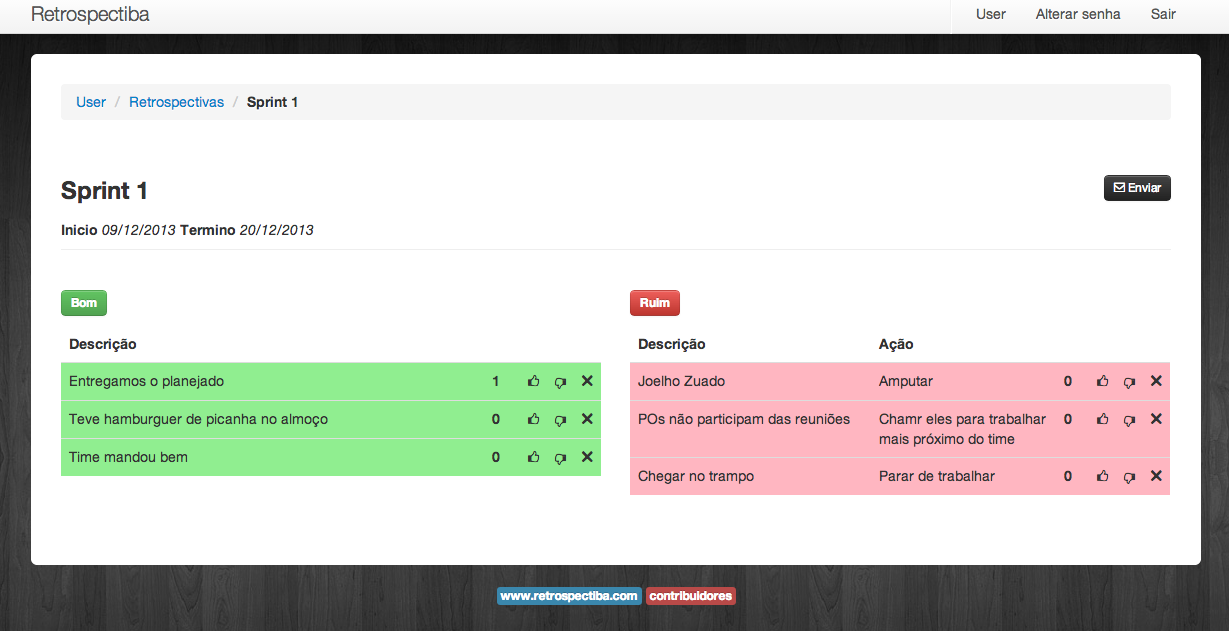 Retrospectiba User Alterar senha Sair
User / Retrospectivas / Sprint 1
Sprint 1 Enviar
Inicio 09/12/2013 Termino 20/12/2013
Bom
Descrição
Entregamos o planejado 1
Teve hamburguer de picanha no almoço 0
Time mandou bem 0
Ruim
Descrição Ação
Joelho Zuado Amputar 0
POs não participam das reuniões Chamr eles para trabalhar 0
mais próximo do time
Chegar no trampo Parar de trabalhar 0
www.retrospectiba.com contribuidores